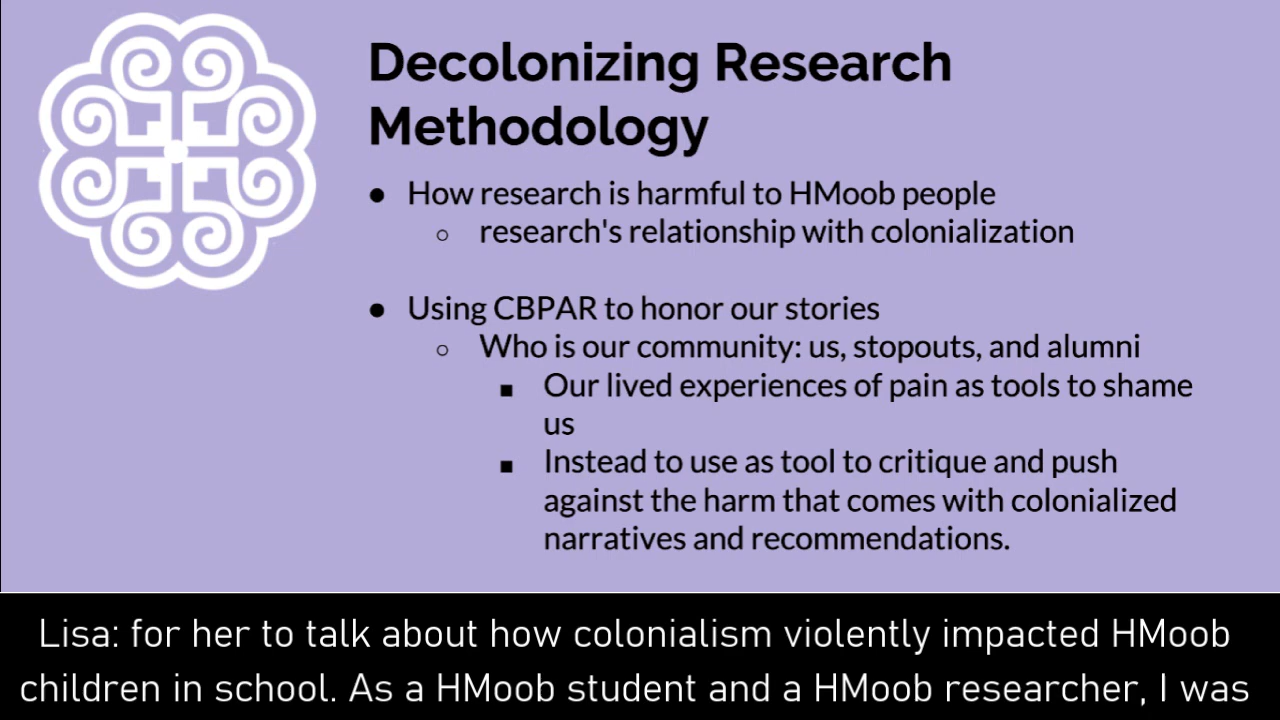 Decolonizing Research
Methodology
● How research is harmful to HMoob people
○ research's relationship with colonialization
● Using CBPAR to honor our stories
○ Who is our community: us, stopouts, and alumni
■ Our lived experiences of pain as tools to shame
us
■ Instead to use as tool to critique and push
against the harm that comes with colonialized
narratives and recommendations.
Lisa: for her to talk about how colonialism violently impacted HMoob
children in school. As a HMoob student and a HMoob researcher, I was